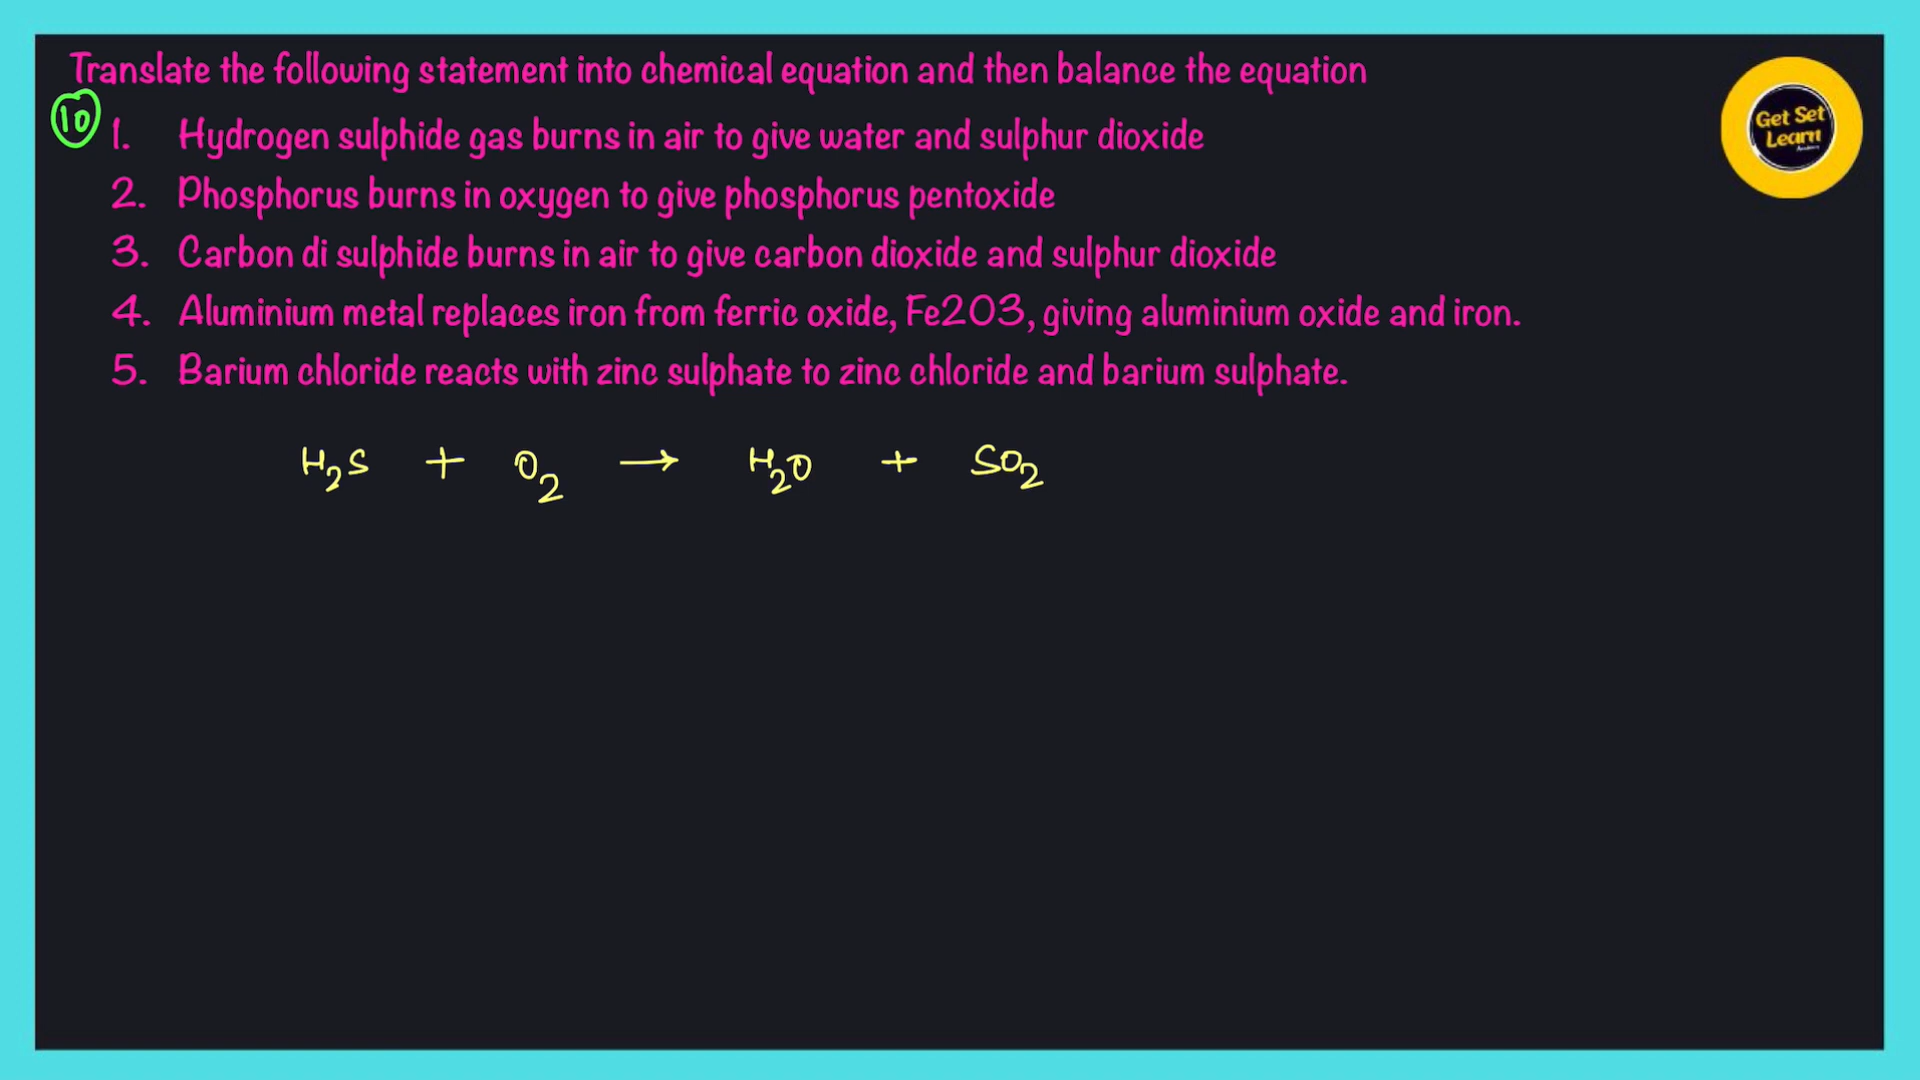 Translate the following statement into chemical equation and then balance the equation
10
1. Hydrogen sulphide gas burns in air to give water and sulphur dioxide
2. Phosphorus burns in oxygen to give phosphorus pentoxide
3. Carbon di sulphide burns in air to give carbon dioxide and sulphur dioxide
4. Aluminium metal replaces iron from ferric oxide, Fe2O3, giving aluminium oxide and iron.
5. Barium chloride reacts with zinc sulphate to zinc chloride and barium sulphate.
H₂S + O₂ → H₂O + SO₂
Get Set
Learn